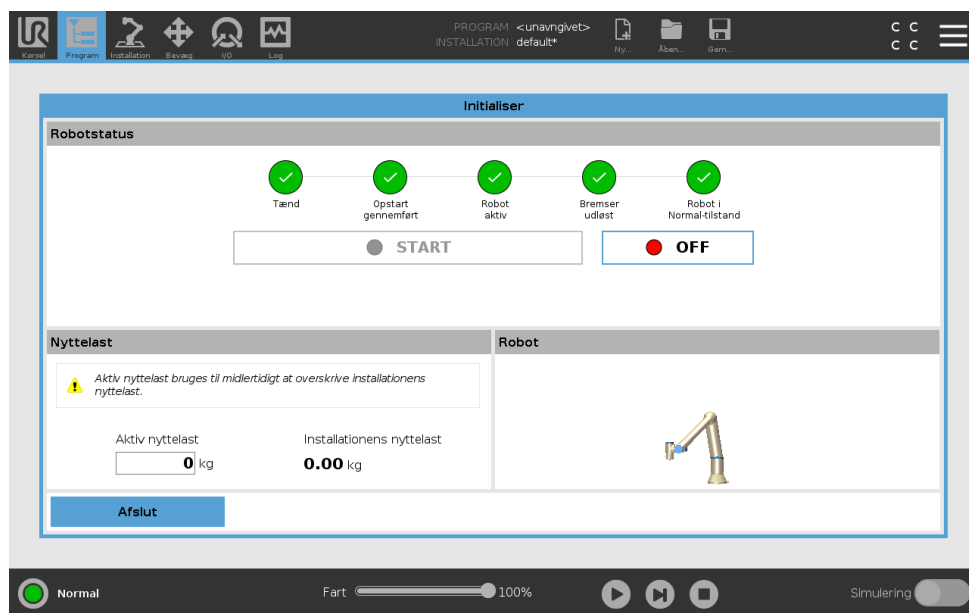 UR
PROGRAM <unavngivet>
INSTALLATION default*
C C
C C
Kørsel Program Installation Bevæg I/O Log Ny... Åben... Gem...
Initialiser
Robotstatus
Tænd
Opstart
gennemført
Robot
aktiv
Bremser
udløst
Robot i
Normal-tilstand
START
OFF
Nyttelast
Aktiv nyttelast bruges til midlertidigt at overskrive installationens
nyttelast.
Aktiv nyttelast
0 kg
Installationens nyttelast
0.00 kg
Robot
Afslut
Normal
Fart 100%
Simulering